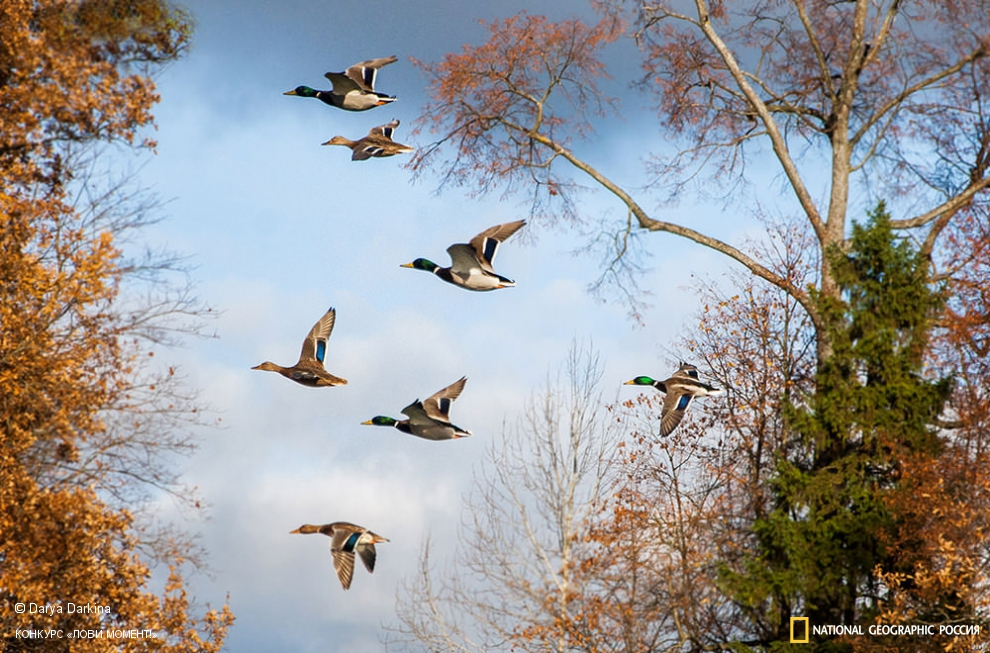 © Darya Darkina
КОНКУРС «ЛОВИ МОМЕНТ!»
NATIONAL GEOGRAPHIC РОССИЯ